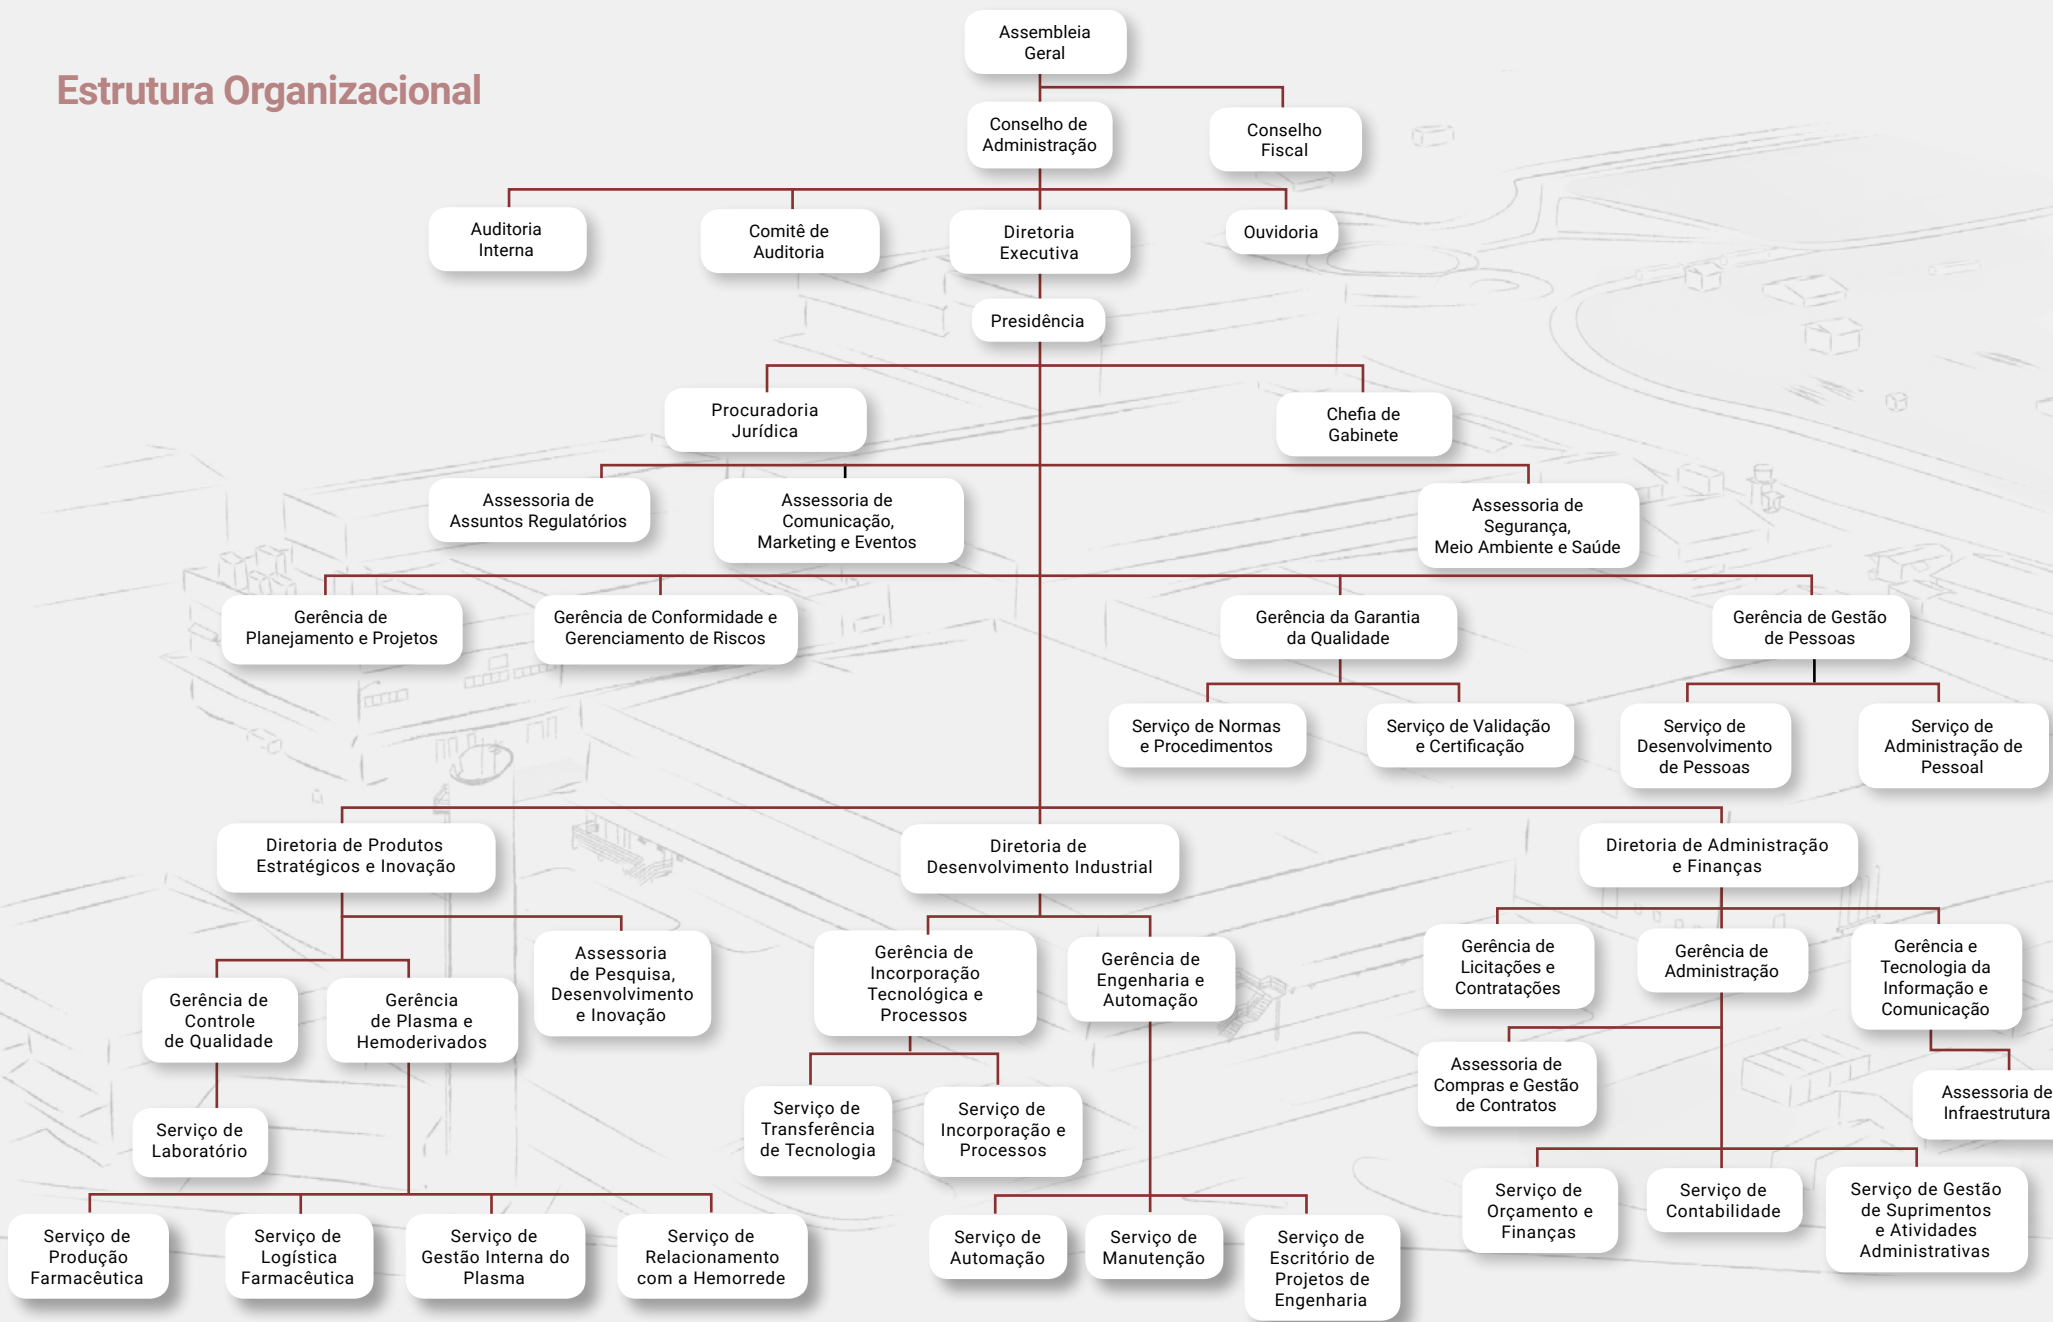 Estrutura Organizacional
Assembleia
Geral
Conselho de
Administração
Conselho
Fiscal
Auditoria
Interna
Comitê de
Auditoria
Diretoria
Executiva
Ouvidoria
Presidência
Procuradoria
Jurídica
Chefia de
Gabinete
Assessoria de
Assuntos Regulatórios
Assessoria de
Comunicação,
Marketing e Eventos
Assessoria de
Segurança,
Meio Ambiente e Saúde
Gerência de
Planejamento e Projetos
Gerência de Conformidade e
Gerenciamento de Riscos
Gerência da Garantia
da Qualidade
Gerência de Gestão
de Pessoas
Serviço de Normas
e Procedimentos
Serviço de Validação
e Certificação
Serviço de
Desenvolvimento
de Pessoas
Serviço de
Administração de
Pessoal
Diretoria de Produtos
Estratégicos e Inovação
Diretoria de
Desenvolvimento Industrial
Diretoria de Administração
e Finanças
Gerência de
Controle
de Qualidade
Gerência
de Plasma e
Hemoderivados
Assessoria
de Pesquisa,
Desenvolvimento
e Inovação
Gerência de
Incorporação
Tecnológica e
Processos
Gerência de
Engenharia e
Automação
Gerência de
Licitações e
Contratações
Gerência de
Administração
Gerência e
Tecnologia da
Informação e
Comunicação
Serviço de
Laboratório
Serviço de
Transferência
de Tecnologia
Serviço de
Incorporação e
Processos
Assessoria de
Compras e Gestão
de Contratos
Assessoria de
Infraestrutura
Serviço de
Produção
Farmacêutica
Serviço de
Logística
Farmacêutica
Serviço de
Gestão Interna do
Plasma
Serviço de
Relacionamento
com a Hemorrede
Serviço de
Automação
Serviço de
Manutenção
Serviço de
Escritório de
Projetos de
Engenharia
Serviço de
Orçamento e
Finanças
Serviço de
Contabilidade
Serviço de Gestão
de Suprimentos
e Atividades
Administrativas